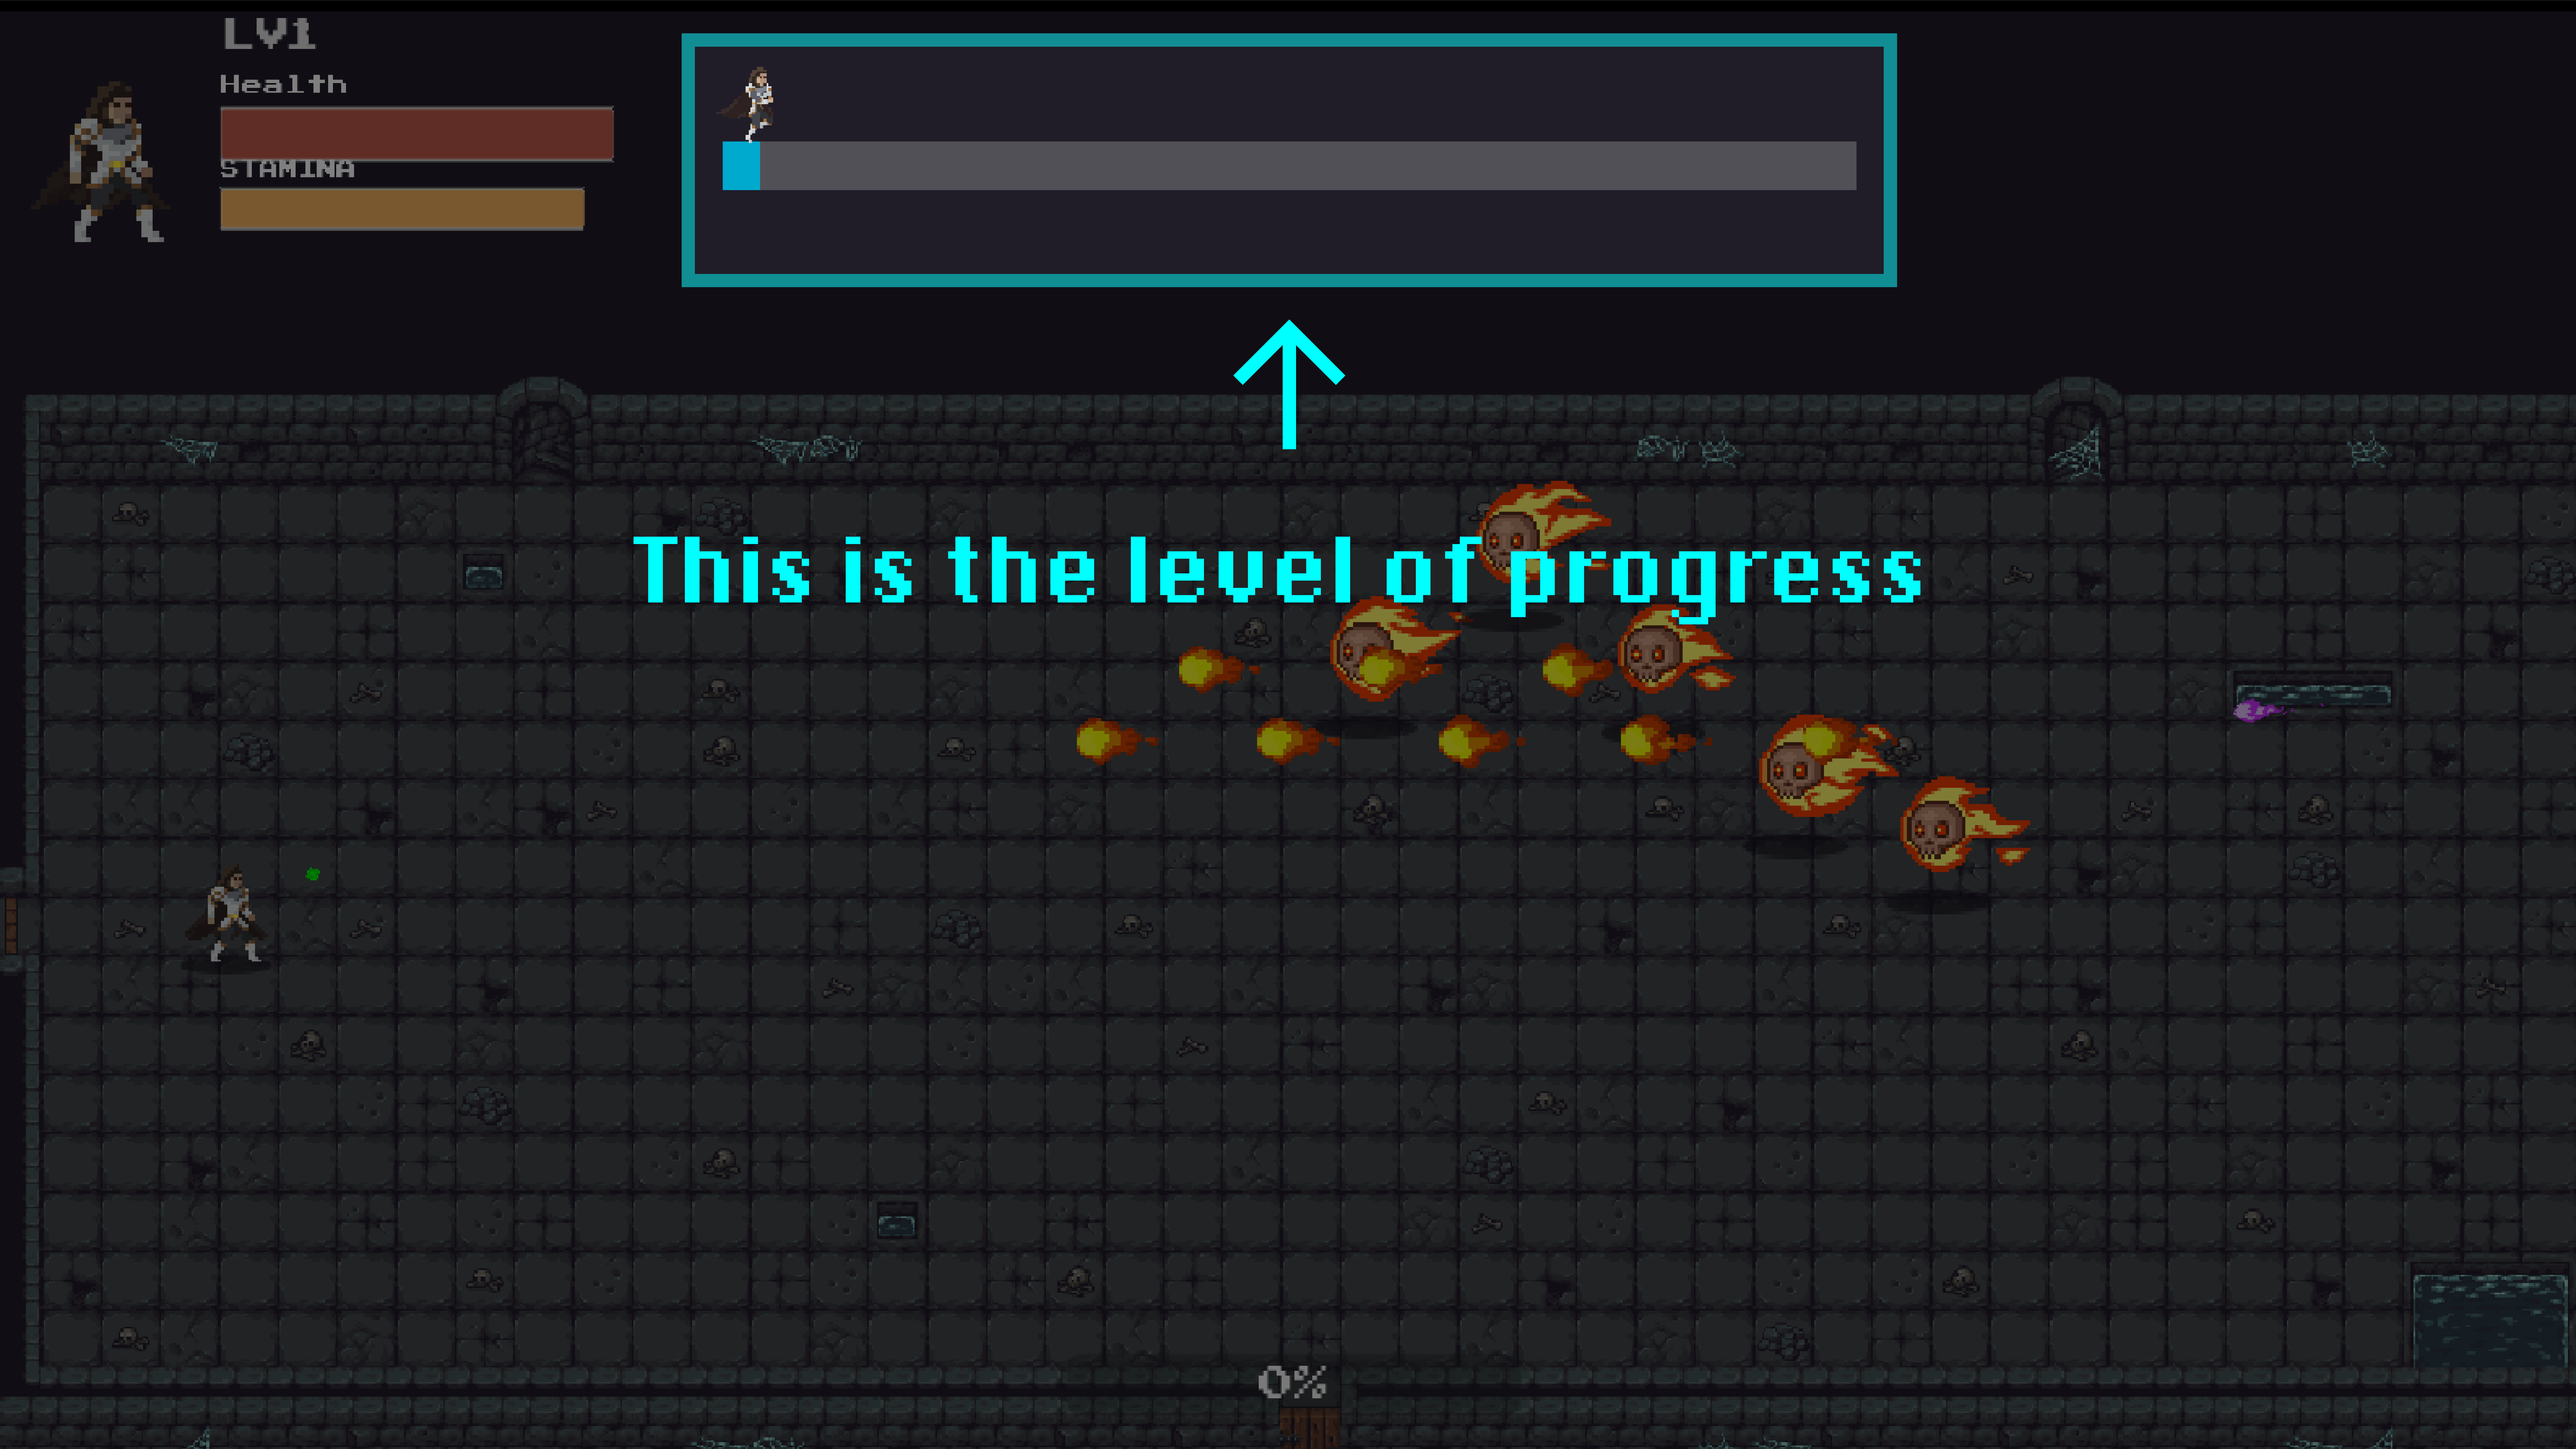 LV1
Health
STAMINA
This is the level of progress
0%